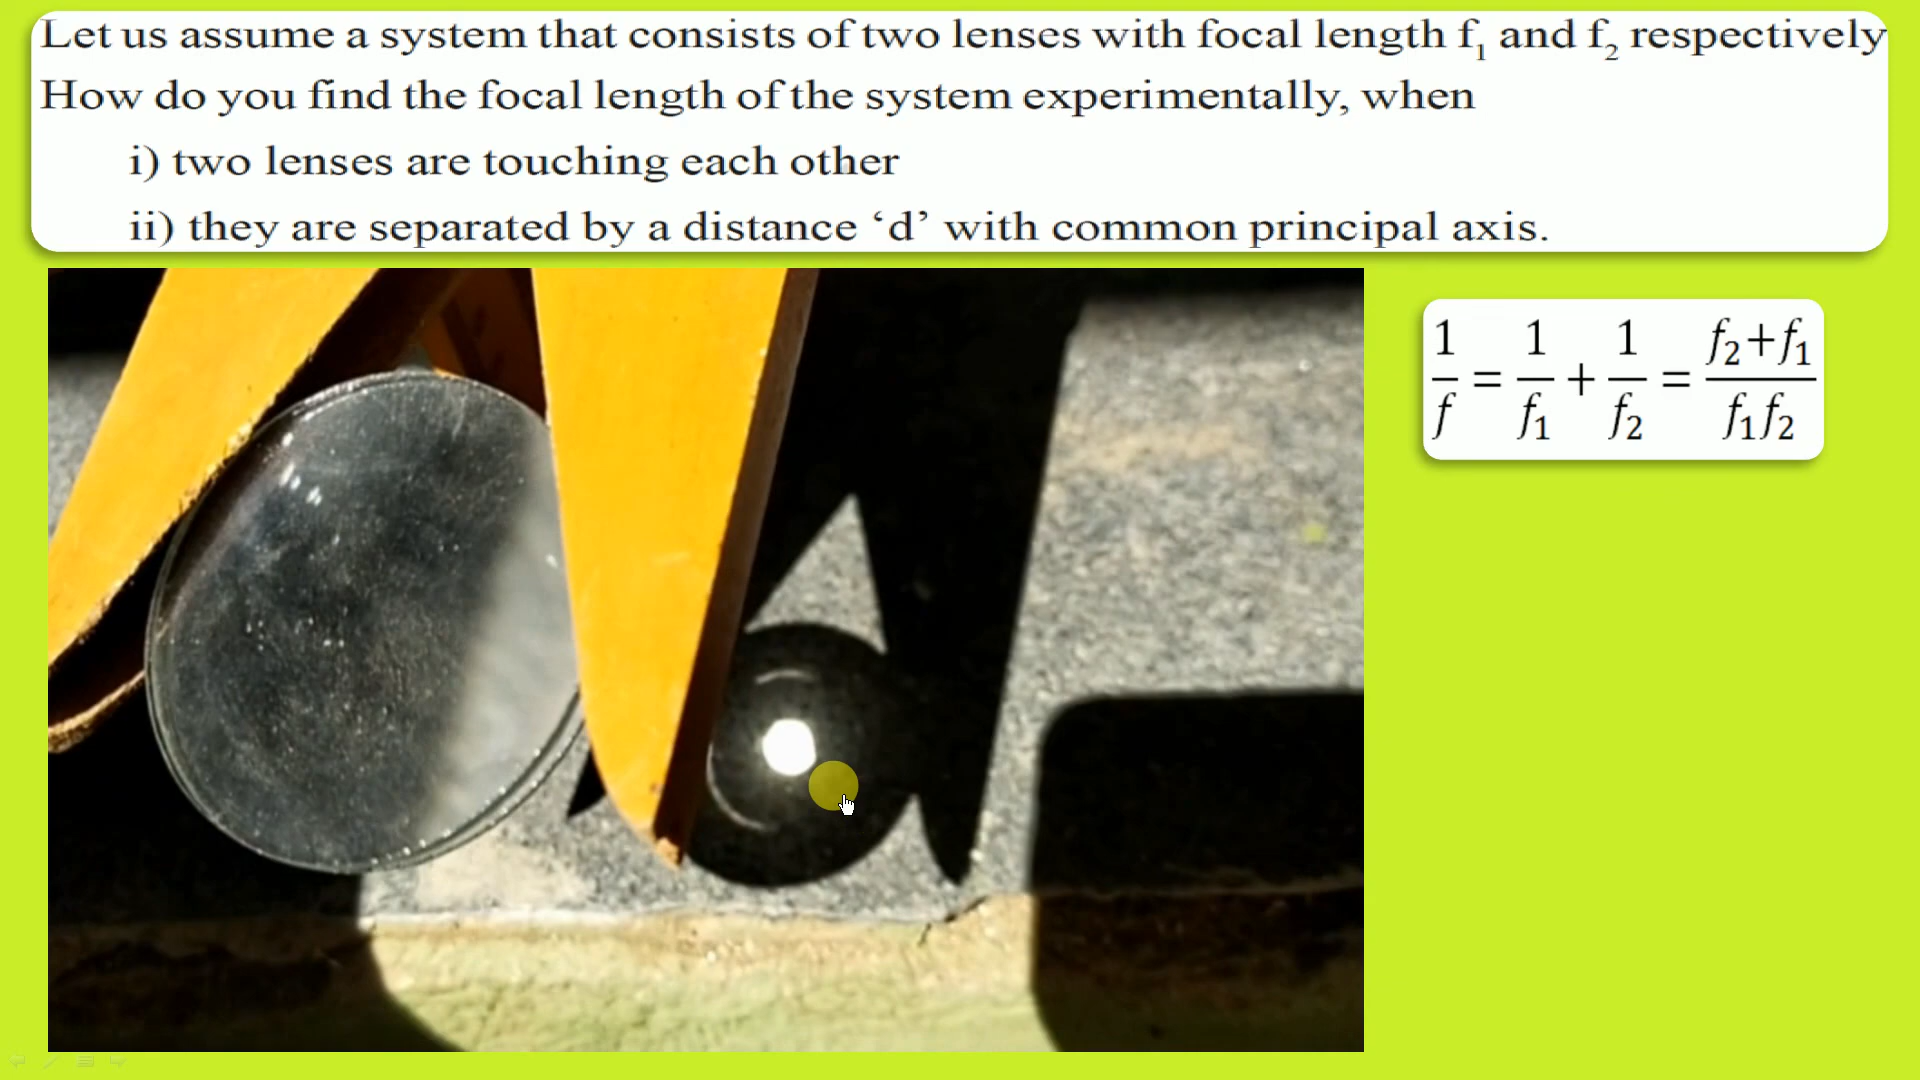 Let us assume a system that consists of two lenses with focal length f₁ and f₂ respectively
How do you find the focal length of the system experimentally, when
i) two lenses are touching each other
ii) they are separated by a distance ‘d’ with common principal axis.
1/f = 1/f₁ + 1/f₂ = (f₂+f₁)/(f₁f₂)